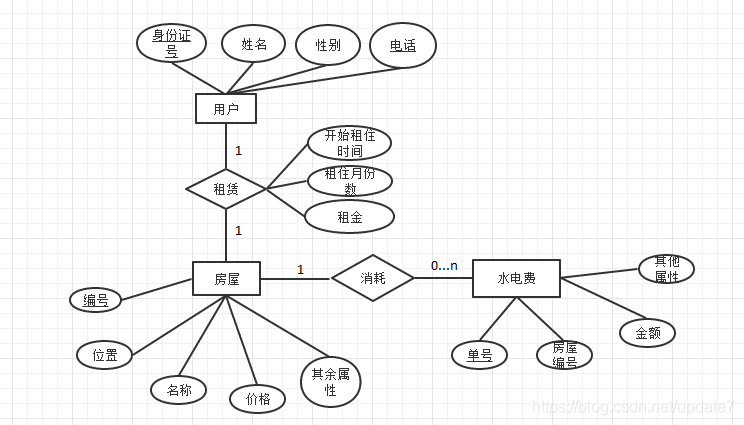 身份证
号
姓名
性别
电话
用户
1
开始租住
时间
租赁
租住月份
数
租金
1
房屋
1
消耗
0...n
水电费
其他
属性
编号
位置
名称
价格
其余属
性
单号
房屋
编号
金额
https://blog.csdn.net/update7